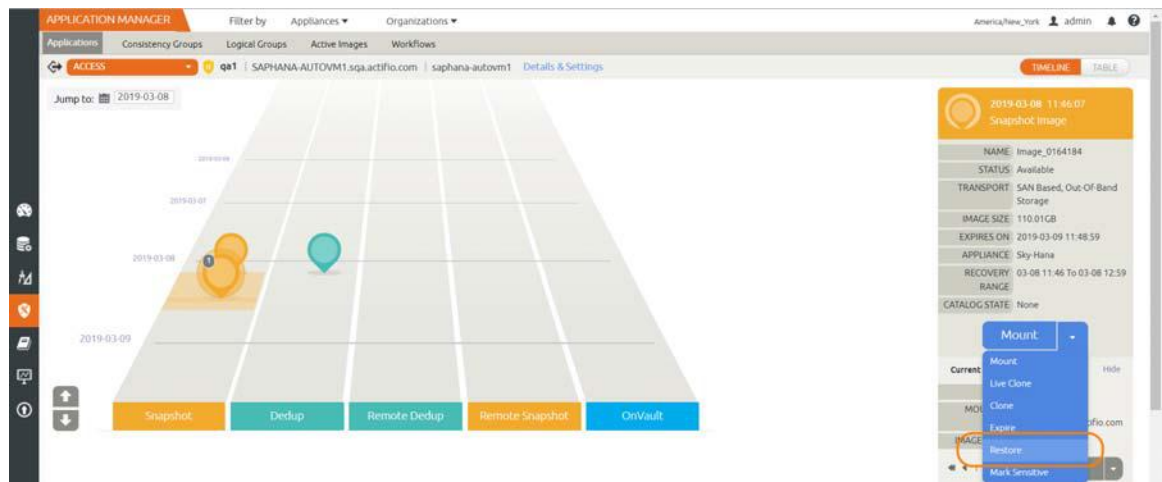 APPLICATION MANAGER Filter by Appliances Organizations America/New_York admin
Applications Consistency Groups Logical Groups Active Images Workflows
ACCESS qa1 SAPHANA-AUTOVM1.sqa.actifio.com saphana-autovm1 Details & Settings TIMELINE TABLE
Jump to: 2019-03-08
2019-03-07
2019-03-08
1
2019-03-09
Snapshot Dedup Remote Dedup Remote Snapshot OnVault
2019-03-08 11:46:07
Snapshot Image
NAME Image_0164184
STATUS Available
TRANSPORT SAN Based, Out-Of-Band
Storage
IMAGE SIZE 110.01GB
EXPIRES ON 2019-03-09 11:48:59
APPLIANCE Sky-Hana
RECOVERY RANGE 03-08 11:46 To 03-08 12:59
CATALOG STATE None
Mount
Current Hide
Mount
Live Clone
MOU
Clone
fio.com
Expire
IMAGE
Restore
Mark Sensitive